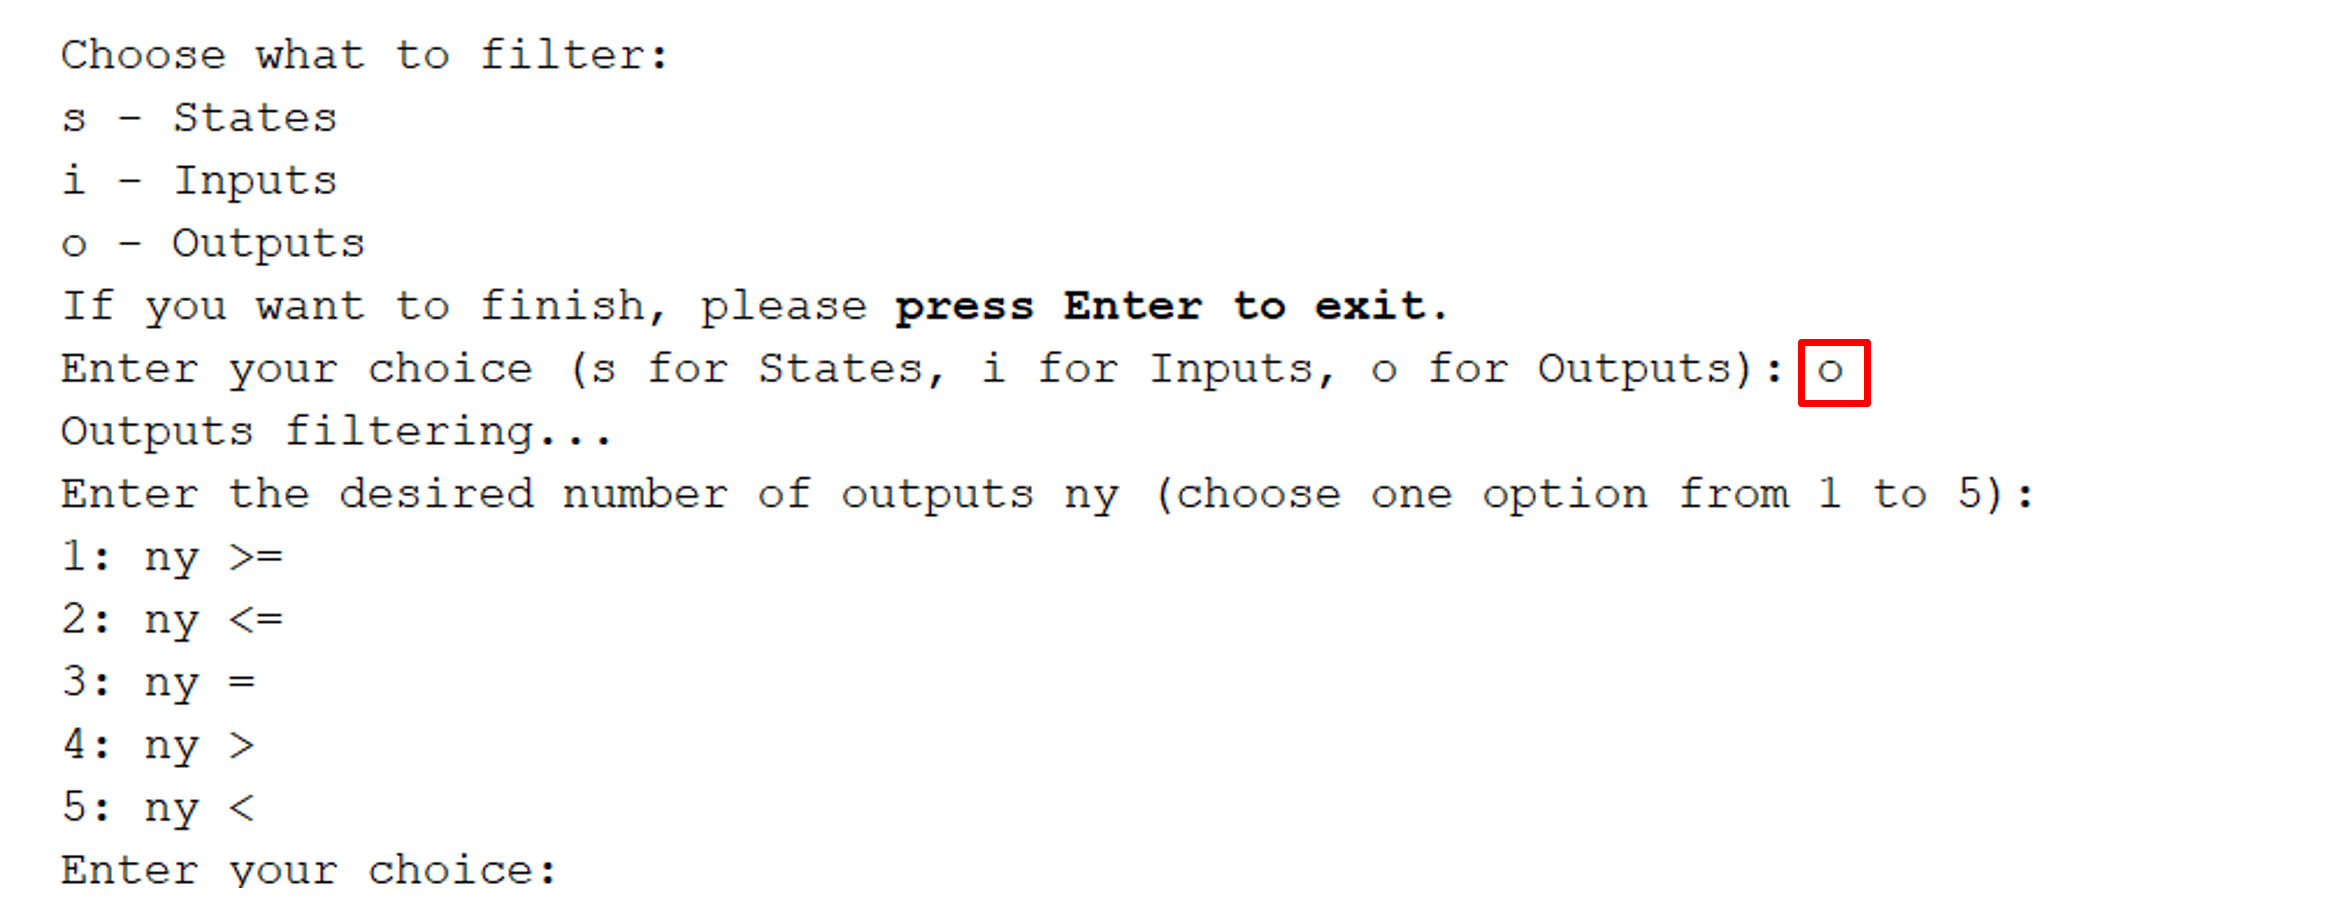 Choose what to filter:
s - States
i - Inputs
o - Outputs
If you want to finish, please press Enter to exit.
Enter your choice (s for States, i for Inputs, o for Outputs): o
Outputs filtering...
Enter the desired number of outputs ny (choose one option from 1 to 5):
1: ny >=
2: ny <=
3: ny =
4: ny >
5: ny <
Enter your choice: